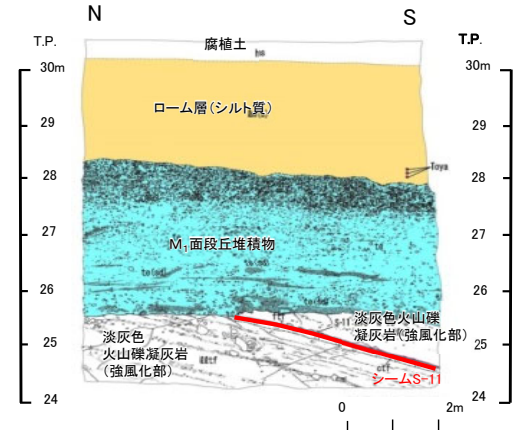 N
S
T.P.
T.P.
腐植土
hs
30m
30m
ローム層(シルト質)
29
29
Toya
28
28
27
27
M₁面段丘堆積物
26
26
S-11
淡灰色火山礫
凝灰岩(強風化部)
淡灰色
火山礫凝灰岩
(強風化部)
25
25
シームS-11
24
24
0
2m